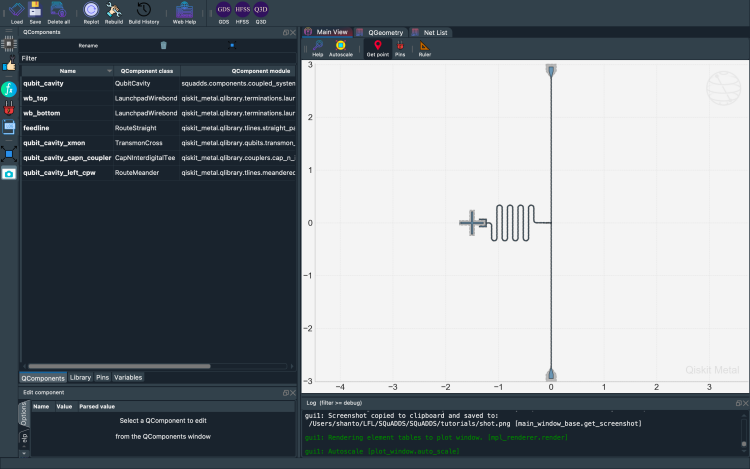 Load Save Delete all Replot Rebuild Build History Web Help GDS HFSS Q3D
GDS HFSS Q3D
QComponents
Rename
Filter
Name QComponent class QComponent module
qubit_cavity QubitCavity squadds.components.coupled_system
wb_top LaunchpadWirebond qiskit_metal.qlibrary.terminations.laun
wb_bottom LaunchpadWirebond qiskit_metal.qlibrary.terminations.laun
feedline RouteStraight qiskit_metal.qlibrary.tlines.straight_pa
qubit_cavity_xmon TransmonCross qiskit_metal.qlibrary.qubits.transmon_
qubit_cavity_capn_coupler CapNInterdigitalTee qiskit_metal.qlibrary.couplers.cap_n_i
qubit_cavity_left_cpw RouteMeander qiskit_metal.qlibrary.tlines.meandered
QComponents Library Pins Variables
Edit component
Options
elp
Name Value Parsed value
Select a QComponent to edit
from the QComponents window
Main View QGeometry Net List
Help Autoscale Get point Pins Ruler
3
2
1
0
−1
−2
−3
−4 −3 −2 −1 0 1 2 3
Qiskit Metal
Log (filter >= debug)
gui1: Screenshot copied to clipboard and saved to:
/Users/shanto/LFL/SQuADDS/SQuADDS/tutorials/shot.png [main_window_base.get_screenshot]
gui1: Rendering element tables to plot window. [mpl_renderer.render]
gui1: Autoscale [plot_window.auto_scale]